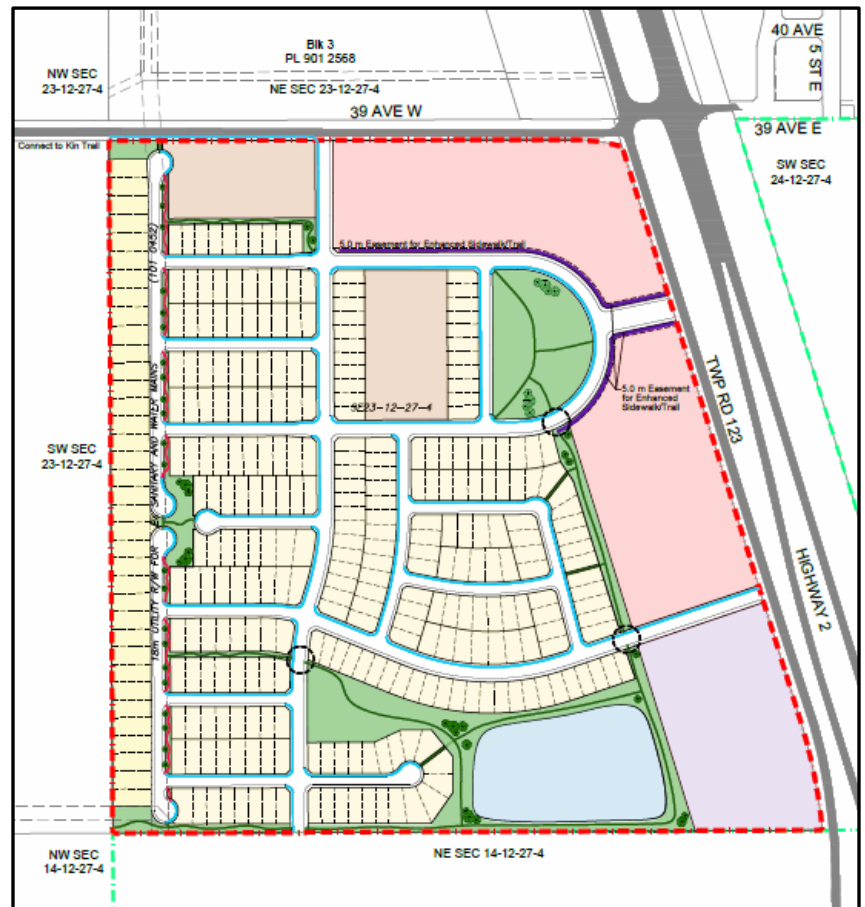 40 AVE
Blk 3
PL 901 2568
5 ST E
NW SEC
23-12-27-4
NE SEC 23-12-27-4
39 AVE W
39 AVE E
Connect to Kin Trail
SW SEC
24-12-27-4
(101 0452)
5.0 m Easement for Enhanced Sidewalk/Trail
5.0 m Easement
for Enhanced
Sidewalk/Trail
TWP RD 123
SE23-12-27-4
SW SEC
23-12-27-4
18m UTILITY R/W FOR
SANITARY AND WATER MAINS
HIGHWAY 2
NW SEC
14-12-27-4
NE SEC 14-12-27-4